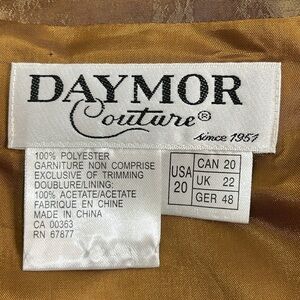 DAYMOR
Couture®
since 1951
100% POLYESTER
GARNITURE NON COMPRISE
EXCLUSIVE OF TRIMMING
DOUBLURE/LINING:
100% ACETATE/ACETATE
FABRIQUE EN CHINE
MADE IN CHINA
CA 00363
RN 67877
USA 20
CAN 20
UK 22
GER 48